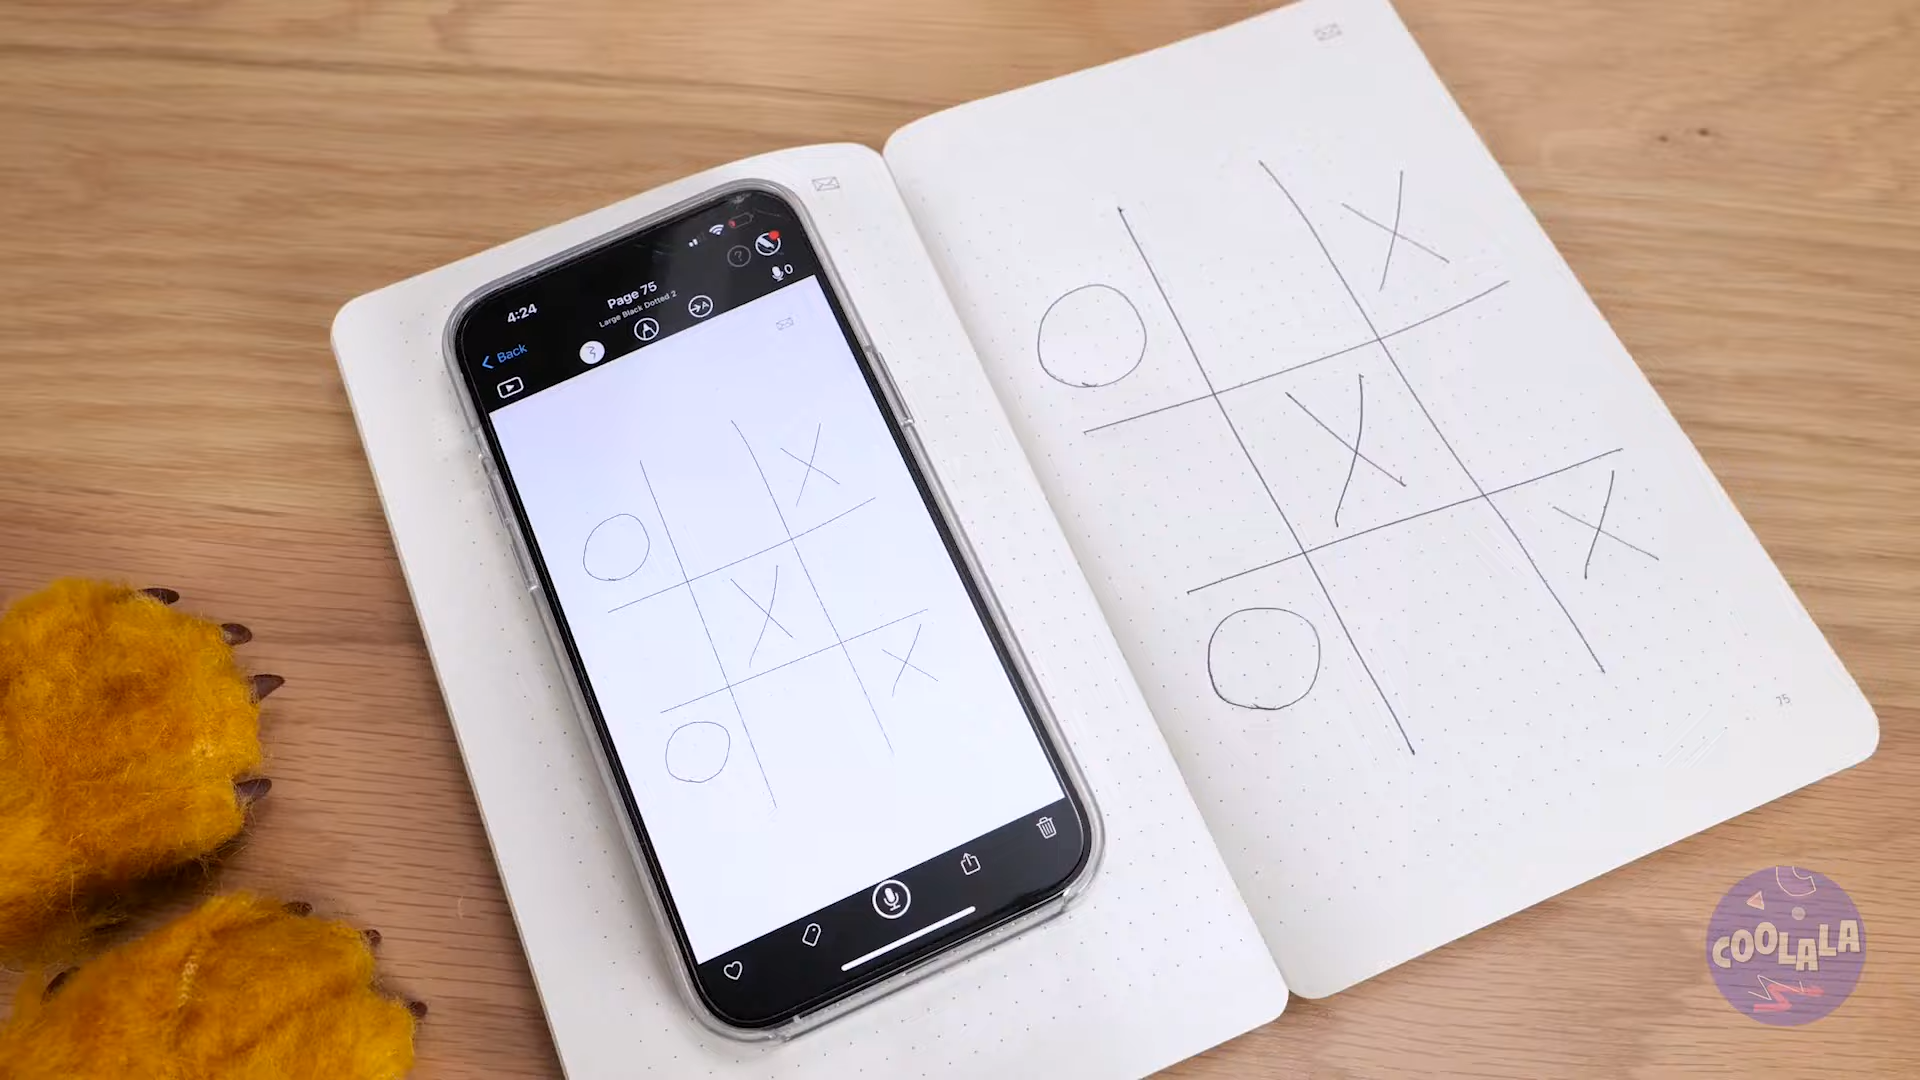 4:24
Page 75
Large Black Dotted 2
0
Back
O X
X
O X
O X
X
O X
75
COOLALA